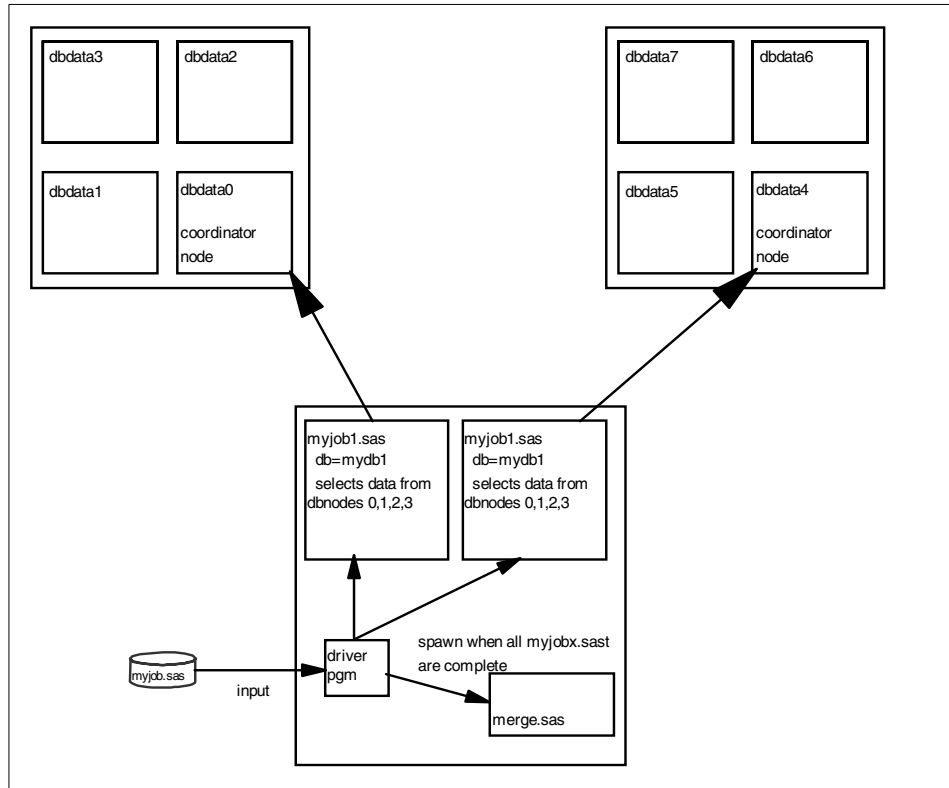 dbdata3
dbdata2
dbdata1
dbdata0
coordinator
node
dbdata7
dbdata6
dbdata5
dbdata4
coordinator
node
myjob1.sas
db=mydb1
selects data from
dbnodes 0,1,2,3
myjob1.sas
db=mydb1
selects data from
dbnodes 0,1,2,3
myjob.sas
input
driver
pgm
spawn when all myjobx.sast
are complete
merge.sas